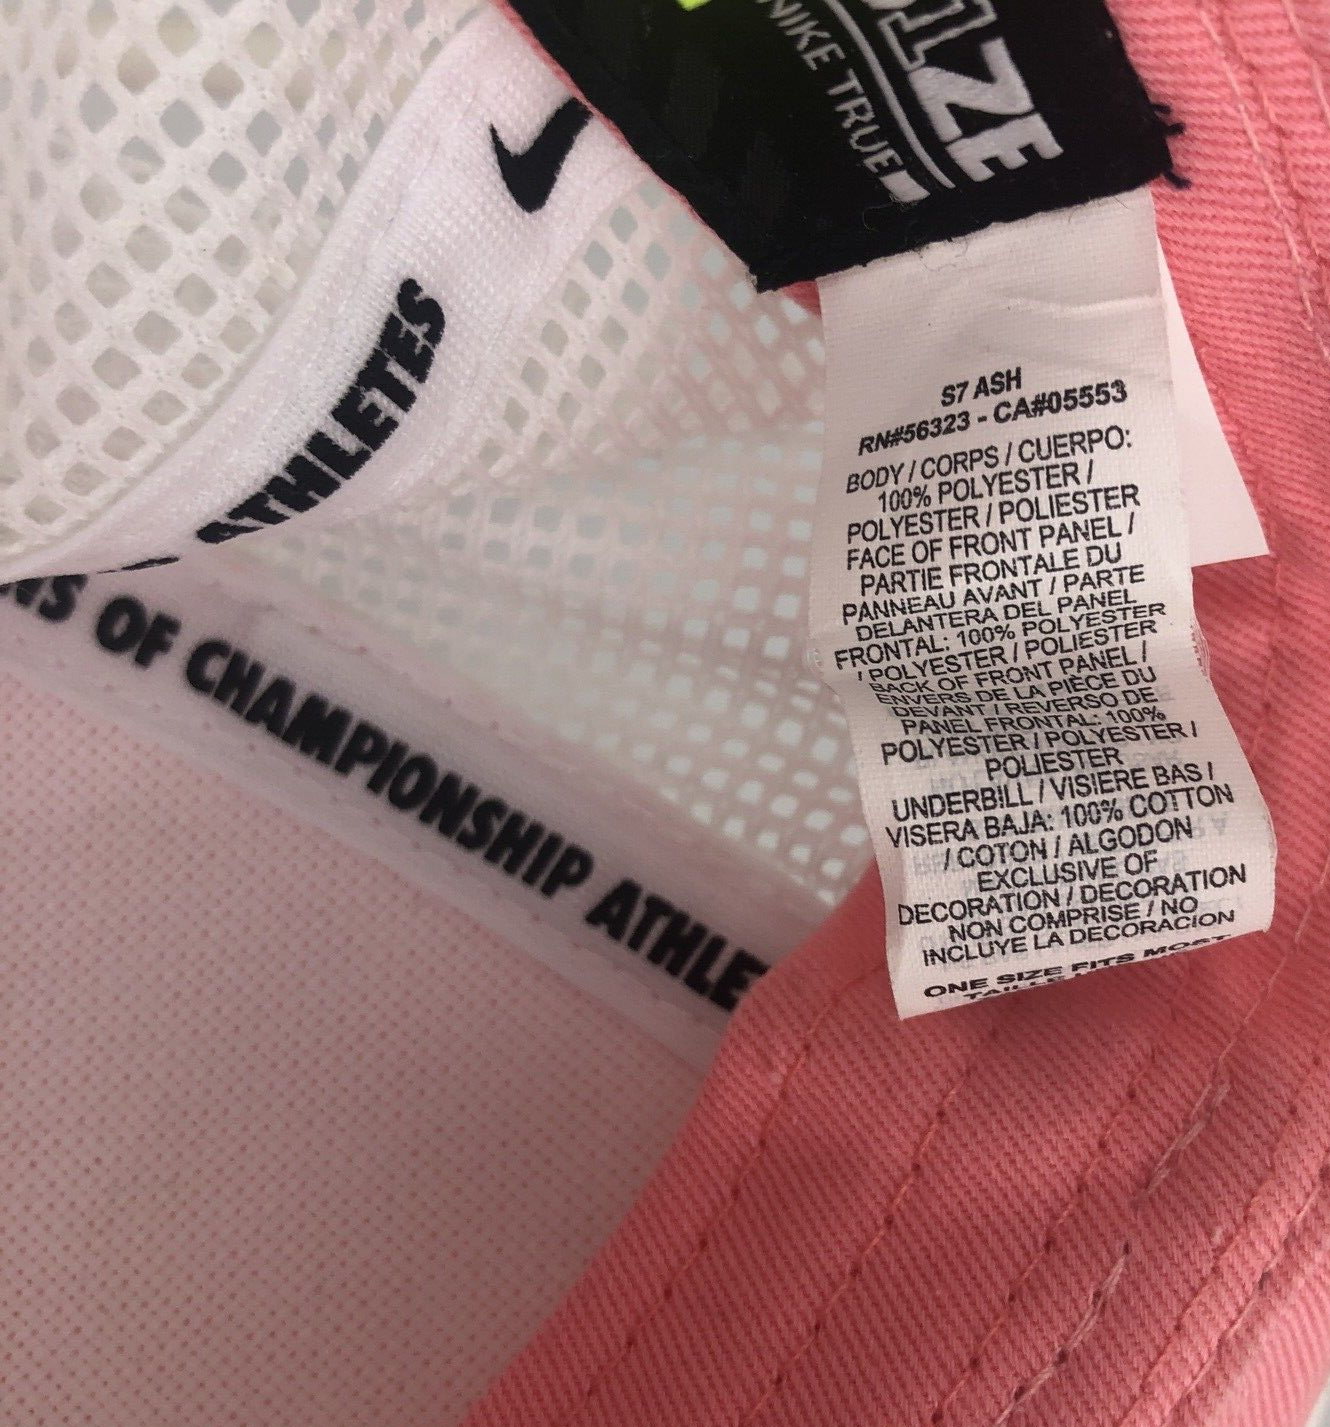 NIKE TRUE
ATHLETES
OF CHAMPIONSHIP
S7 ASH
RN#56323 - CA#05553
BODY / CORPS / CUERPO:
100% POLYESTER /
POLYESTER / POLIESTER
FACE OF FRONT PANEL /
PARTIE FRONTALE DU
PANNEAU AVANT / PARTE
DELANTERA DEL PANEL
FRONTAL: 100% POLYESTER
/ POLYESTER / POLIESTER
BACK OF FRONT PANEL /
ENVERS DE LA PIÈCE DU
DEVANT / REVERSO DE
PANEL FRONTAL: 100%
POLYESTER / POLYESTER /
POLIESTER
UNDERBILL / VISIERE BAS /
VISERA BAJA: 100% COTTON
/ COTON / ALGODON
EXCLUSIVE OF
DECORATION / DECORATION
NON COMPRISE / NO
INCLUYE LA DECORACION
ONE SIZE FITS MOST